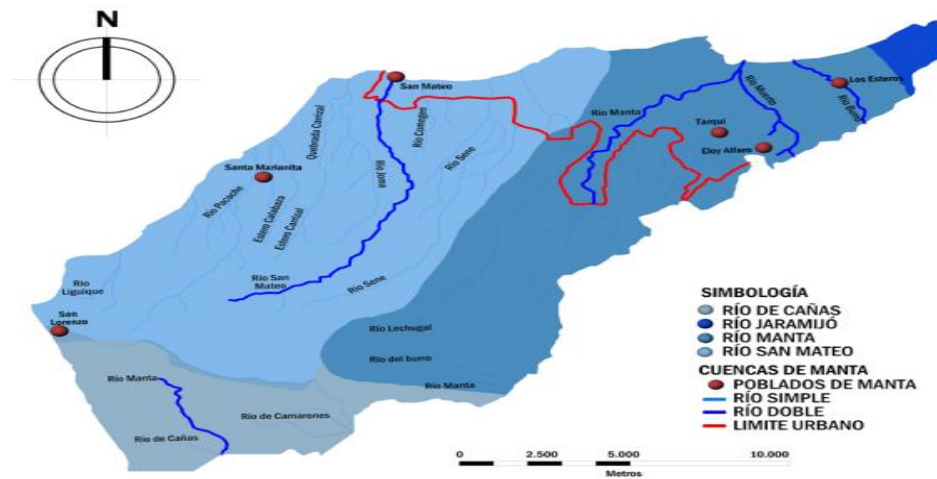 N
San Mateo
Los Esteros
Río Manta
Río Muerto
Río Burro
Tarqui
Eloy Alfaro
Quebrada Carrizal
Río Comogen
Río Jome
Río Sene
Santa Marianita
Río Pacache
Estero Calabaza
Estero Carrizal
Río San
Mateo
Río Sene
Río
Liguique
San
Lorenzo
Río Lechugal
Río del burro
Río Manta
Río Manta
Río de Camarones
Río de Cañas
SIMBOLOGÍA
RÍO DE CAÑAS
RÍO JARAMIJÓ
RÍO MANTA
RÍO SAN MATEO
CUENCAS DE MANTA
POBLADOS DE MANTA
RÍO SIMPLE
RÍO DOBLE
LIMITE URBANO
0 2.500 5.000 10.000
Metros